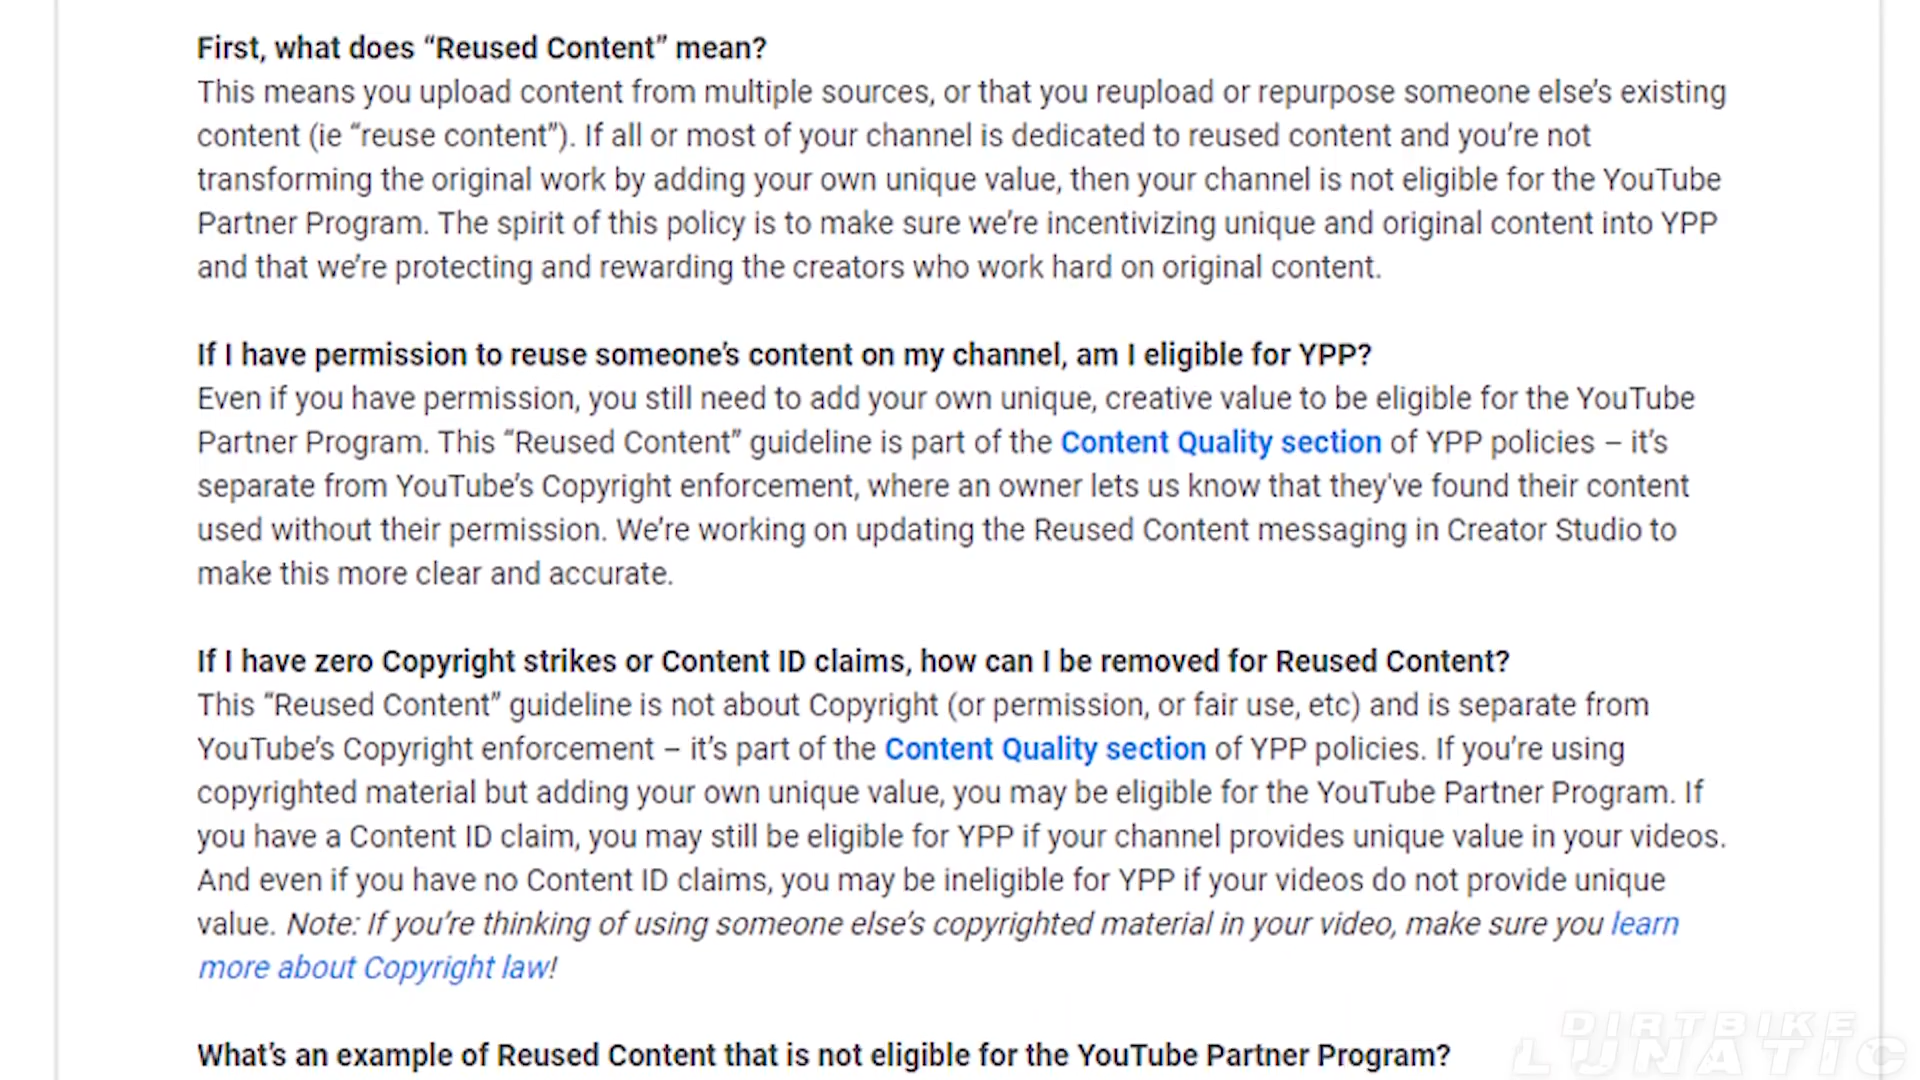 First, what does “Reused Content” mean?
This means you upload content from multiple sources, or that you reupload or repurpose someone else’s existing
content (ie “reuse content”). If all or most of your channel is dedicated to reused content and you’re not
transforming the original work by adding your own unique value, then your channel is not eligible for the YouTube
Partner Program. The spirit of this policy is to make sure we’re incentivizing unique and original content into YPP
and that we’re protecting and rewarding the creators who work hard on original content.
If I have permission to reuse someone’s content on my channel, am I eligible for YPP?
Even if you have permission, you still need to add your own unique, creative value to be eligible for the YouTube
Partner Program. This “Reused Content” guideline is part of the Content Quality section of YPP policies – it’s
separate from YouTube’s Copyright enforcement, where an owner lets us know that they've found their content
used without their permission. We’re working on updating the Reused Content messaging in Creator Studio to
make this more clear and accurate.
If I have zero Copyright strikes or Content ID claims, how can I be removed for Reused Content?
This “Reused Content” guideline is not about Copyright (or permission, or fair use, etc) and is separate from
YouTube’s Copyright enforcement – it’s part of the Content Quality section of YPP policies. If you’re using
copyrighted material but adding your own unique value, you may be eligible for the YouTube Partner Program. If
you have a Content ID claim, you may still be eligible for YPP if your channel provides unique value in your videos.
And even if you have no Content ID claims, you may be ineligible for YPP if your videos do not provide unique
value. Note: If you’re thinking of using someone else’s copyrighted material in your video, make sure you learn
more about Copyright law!
What’s an example of Reused Content that is not eligible for the YouTube Partner Program?
DIRTBIKE
LUNATIC